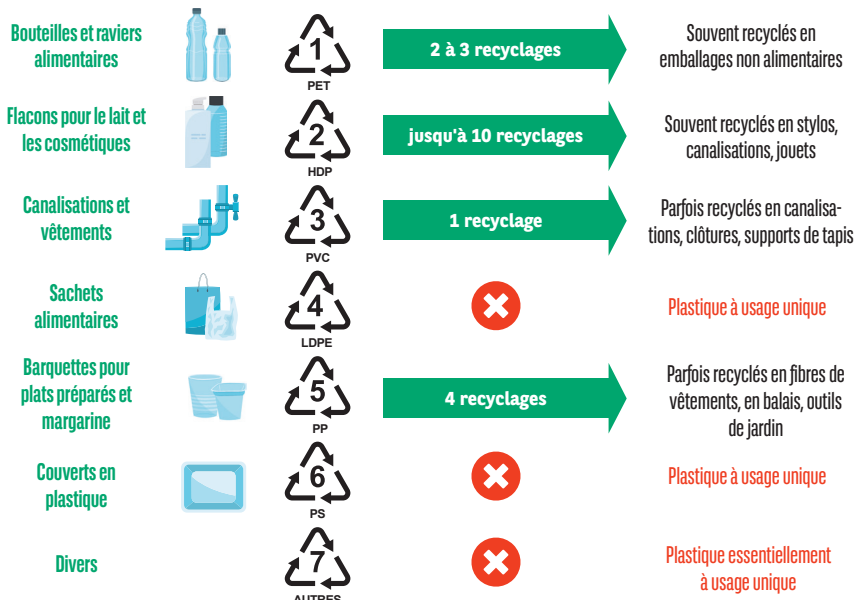 Bouteilles et raviers
alimentaires
1
PET
2 à 3 recyclages
Souvent recyclés en
emballages non alimentaires
Flacons pour le lait et
les cosmétiques
2
HDP
jusqu'à 10 recyclages
Souvent recyclés en stylos,
canalisations, jouets
Canalisations et
vêtements
3
PVC
1 recyclage
Parfois recyclés en canalisa-
tions, clôtures, supports de tapis
Sachets
alimentaires
4
LDPE
Plastique à usage unique
Barquettes pour
plats préparés et
margarine
5
PP
4 recyclages
Parfois recyclés en fibres de
vêtements, en balais, outils
de jardin
Couverts en
plastique
6
PS
Plastique à usage unique
Divers
7
AUTRES
Plastique essentiellement
à usage unique